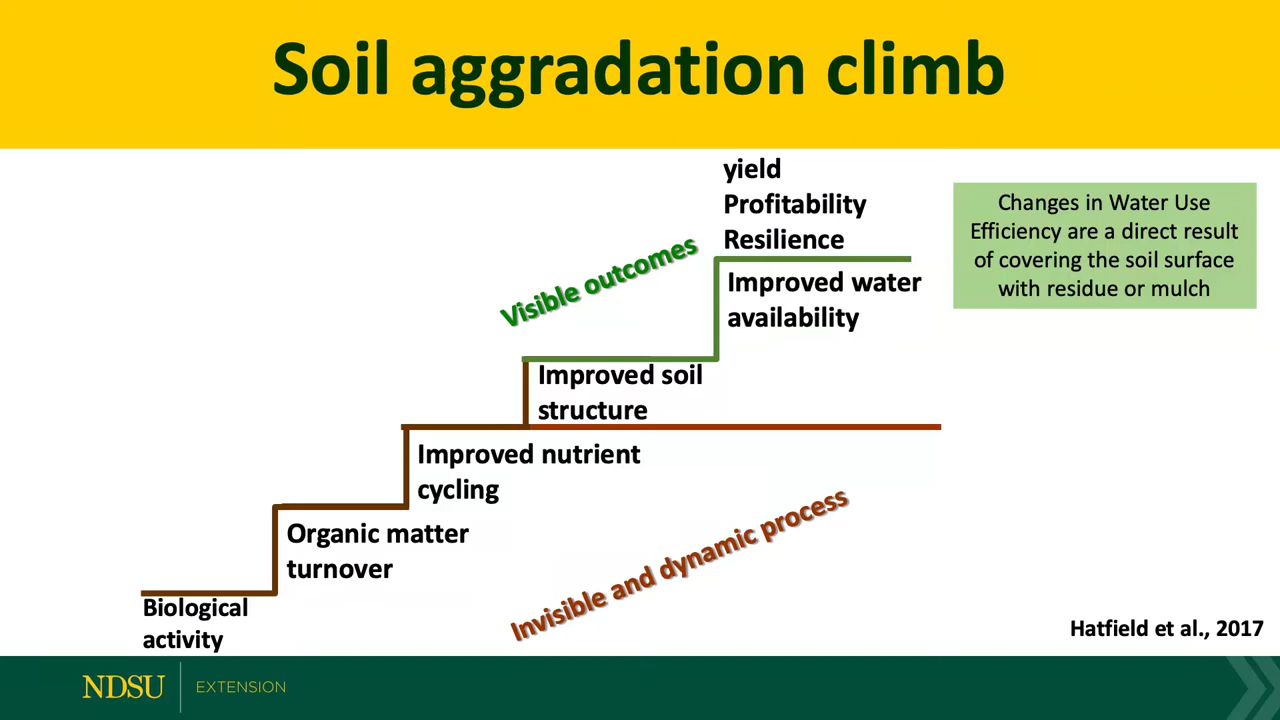 Soil aggradation climb
yield
Profitability
Resilience
Changes in Water Use
Efficiency are a direct result
of covering the soil surface
with residue or mulch
Visible outcomes
Improved water
availability
Improved soil
structure
Improved nutrient
cycling
Organic matter
turnover
Invisible and dynamic process
Biological
activity
Hatfield et al., 2017
NDSU
EXTENSION